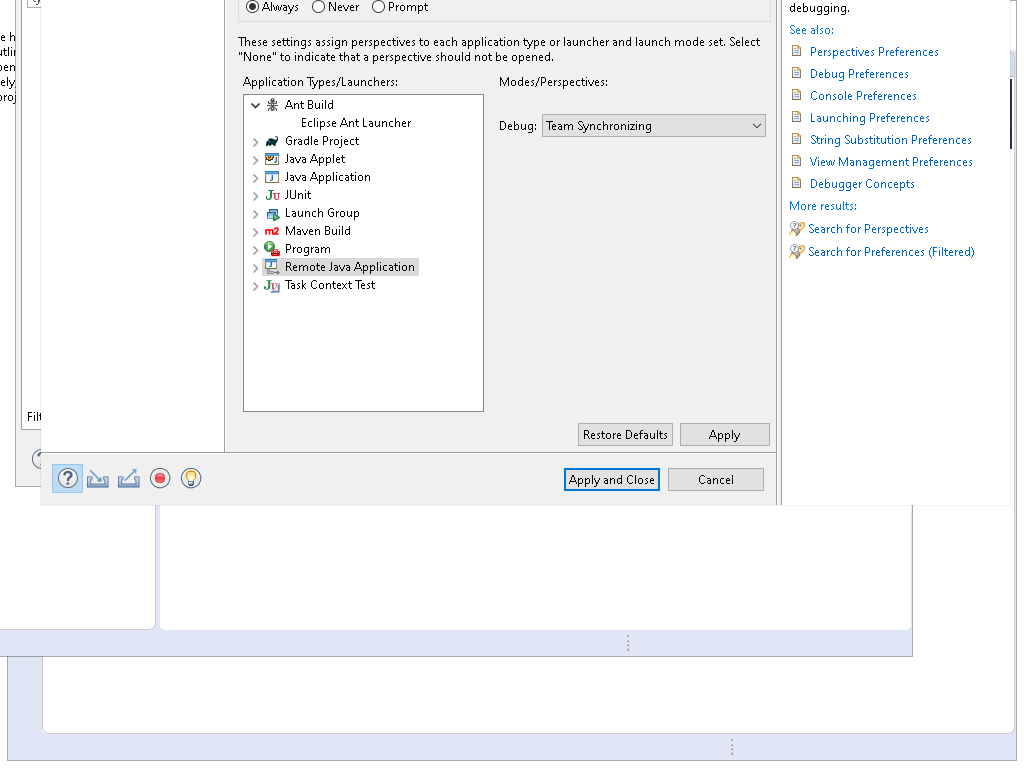 Always Never Prompt
These settings assign perspectives to each application type or launcher and launch mode set. Select
"None" to indicate that a perspective should not be opened.
Application Types/Launchers:
Modes/Perspectives:
Ant Build
Eclipse Ant Launcher
Gradle Project
Java Applet
Java Application
JUnit
Launch Group
Maven Build
Program
Remote Java Application
Task Context Test
Debug: Team Synchronizing
Restore Defaults Apply
Apply and Close Cancel
debugging.
See also:
Perspectives Preferences
Debug Preferences
Console Preferences
Launching Preferences
String Substitution Preferences
View Management Preferences
Debugger Concepts
More results:
Search for Perspectives
Search for Preferences (Filtered)